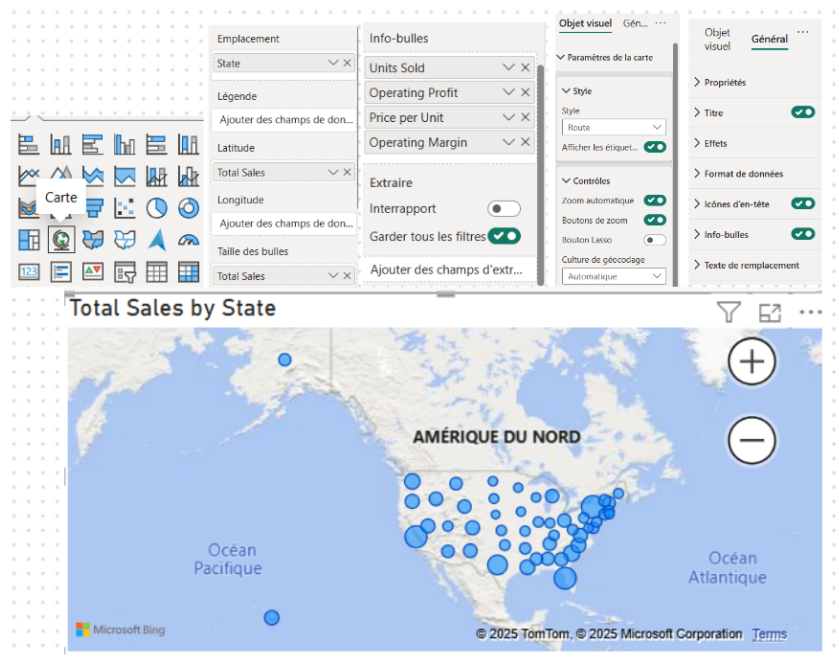 Carte
123
Emplacement
State
Légende
Ajouter des champs de don...
Latitude
Total Sales
Longitude
Ajouter des champs de don...
Taille des bulles
Total Sales
Info-bulles
Units Sold
Operating Profit
Price per Unit
Operating Margin
Extraire
Interrapport
Garder tous les filtres
Ajouter des champs d'extr...
Objet visuel Gén... ...
Paramètres de la carte
Style
Style
Route
Afficher les étiquet...
Contrôles
Zoom automatique
Boutons de zoom
Bouton Lasso
Culture de géocodage
Automatique
Objet
visuel
Général ...
Propriétés
Titre
Effets
Format de données
Icônes d'en-tête
Info-bulles
Texte de remplacement
Total Sales by State
AMÉRIQUE DU NORD
Océan
Pacifique
Océan
Atlantique
Microsoft Bing
© 2025 TomTom, © 2025 Microsoft Corporation Terms